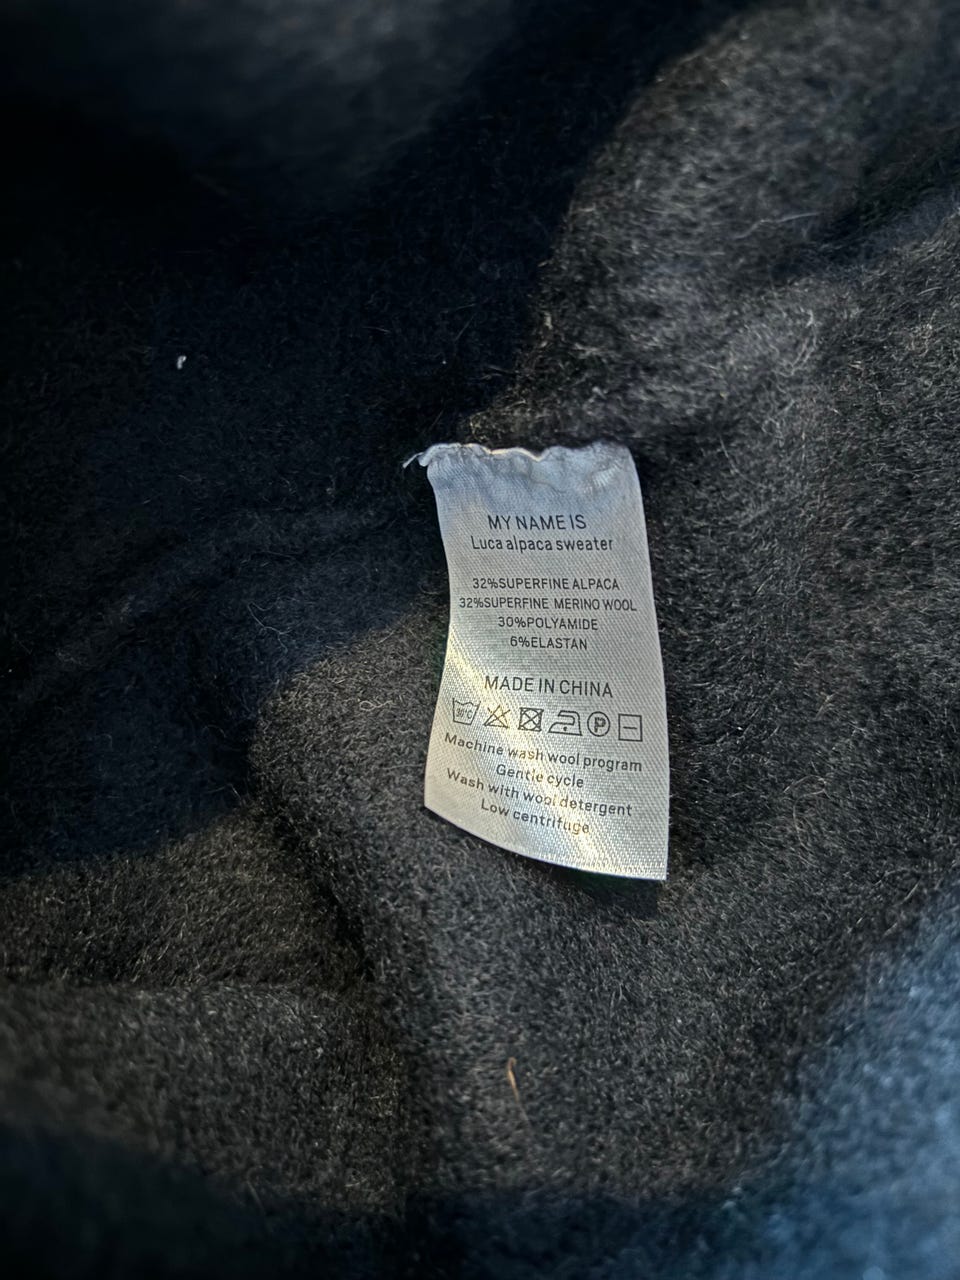 MY NAME IS
Luca alpaca sweater
32%SUPERFINE ALPACA
32%SUPERFINE MERINO WOOL
30%POLYAMIDE
6%ELASTAN
MADE IN CHINA
30°C P
Machine wash wool program
Gentle cycle
Wash with wool detergent
Low centrifuge